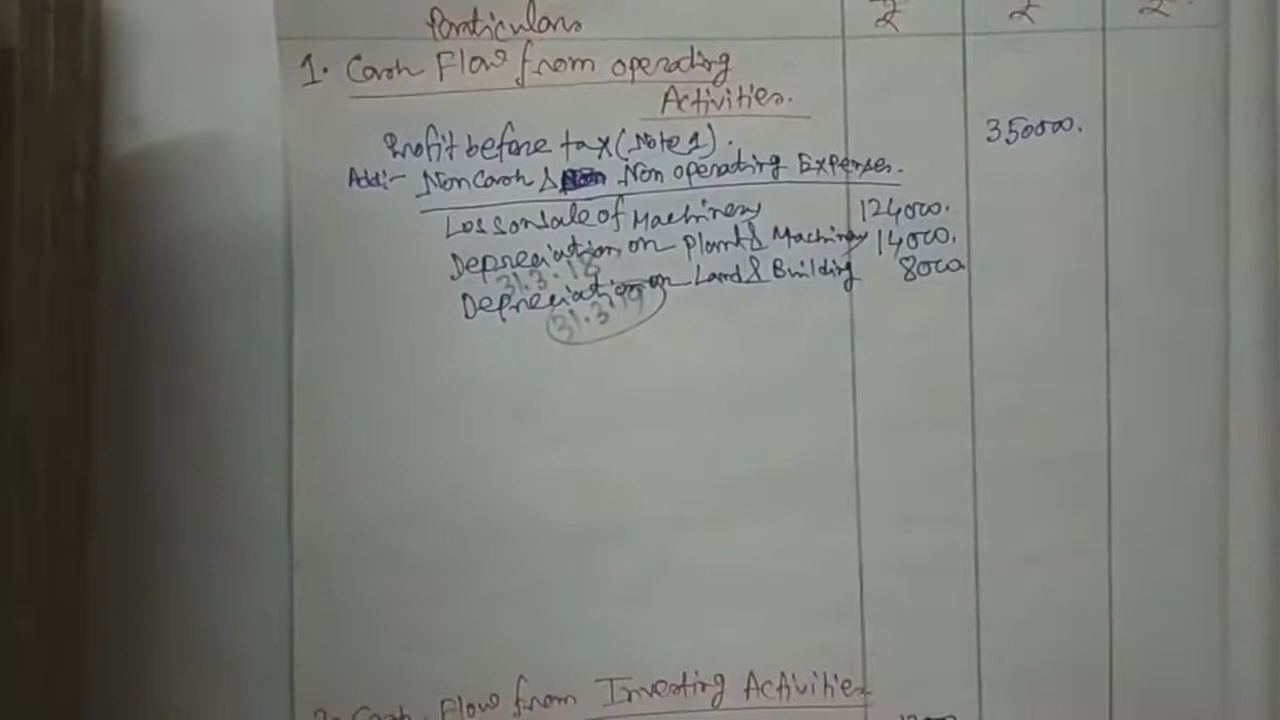 Particulars ₹ ₹ ₹
1. Cash Flow from operating
Activities.
Profit before tax (Note 1). 350000.
Add:- Non Cash & Non operating Expenses.
Loss on sale of Machinery 124000.
Depreciation on Plant & Machinery 14000.
31.3.18
Depreciation on Land & Building 8000
31.3.19
2. Cash Flow from Investing Activities